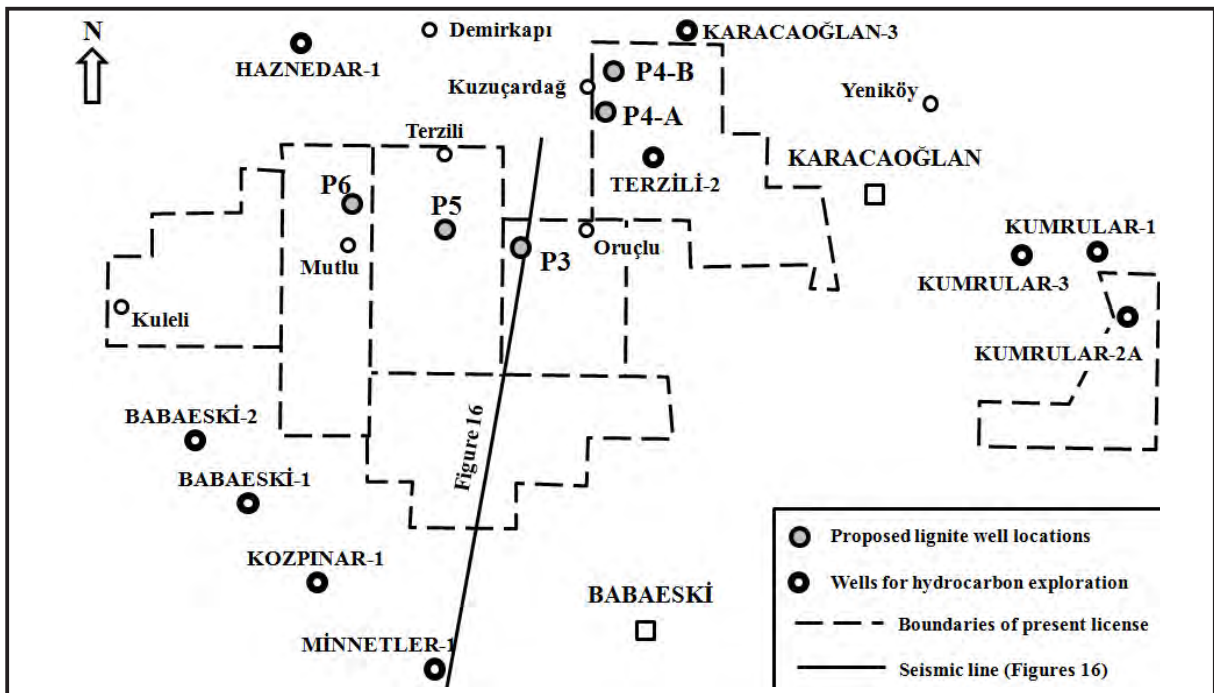 N
Demirkapı
KARACAOĞLAN-3
HAZNEDAR-1
P4-B
Kuzuçardağ
Yeniköy
P4-A
Terzili
KARACAOĞLAN
TERZİLİ-2
P6
P5
KUMRULAR-1
Mutlu
P3
Oruçlu
KUMRULAR-3
Kuleli
KUMRULAR-2A
BABAESKİ-2
Figure 16
BABAESKİ-1
Proposed lignite well locations
KOZPINAR-1
Wells for hydrocarbon exploration
BABAESKİ
Boundaries of present license
MİNNETLER-1
Seismic line (Figures 16)